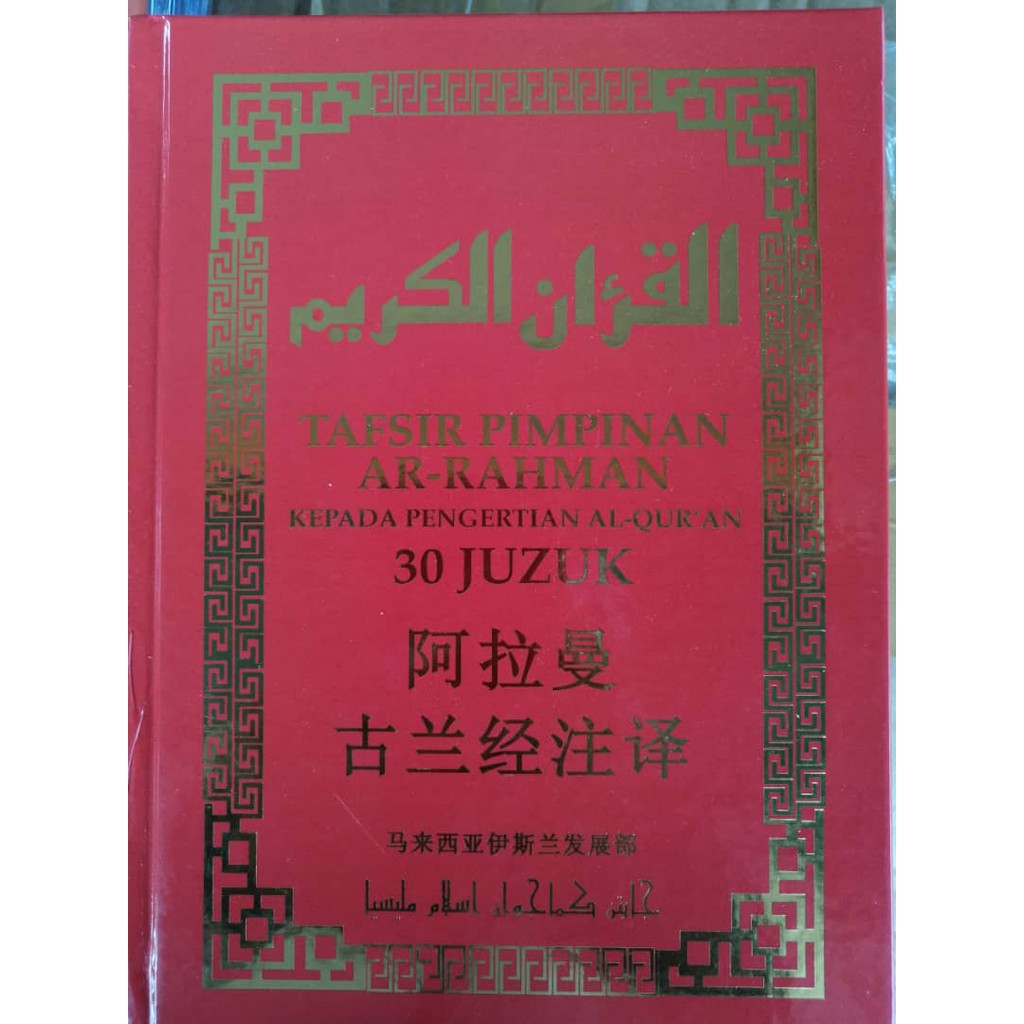 القرءان الكريم
TAFSIR PIMPINAN
AR-RAHMAN
KEPADA PENGERTIAN AL-QUR'AN
30 JUZUK
阿拉曼
古兰经注译
马来西亚伊斯兰发展部
جابتن كماجوان اسلام مليسيا